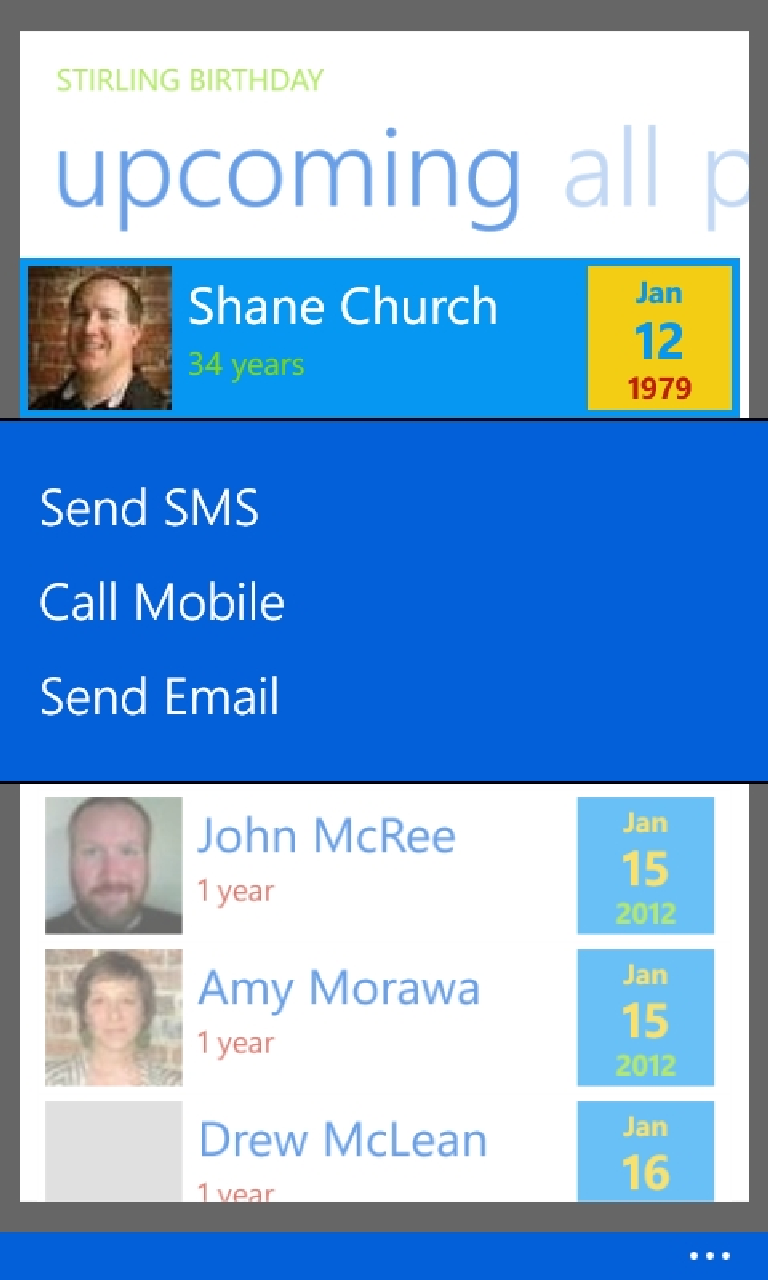 STIRLING BIRTHDAY
upcoming all p
Shane Church
34 years
Jan
12
1979
Send SMS
Call Mobile
Send Email
John McRee
1 year
Jan
15
2012
Amy Morawa
1 year
Jan
15
2012
Drew McLean
1 year
Jan
16